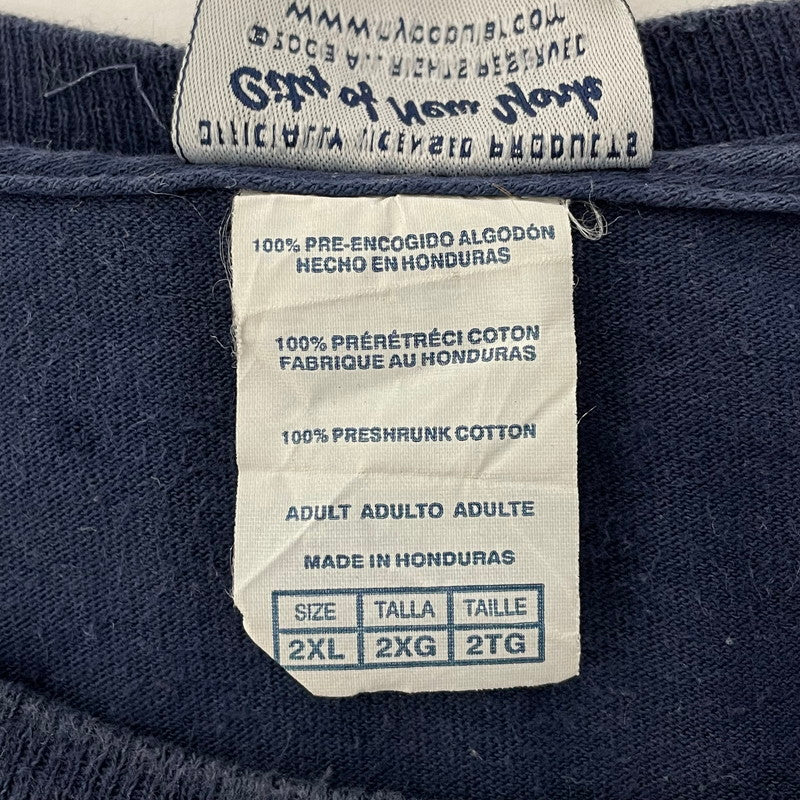 OFFICIALLY LICENSED PRODUCTS
City of New York
©2003 ALL RIGHTS RESERVED
100% PRE-ENCOGIDO ALGODÓN
HECHO EN HONDURAS
100% PRÉRÉTRÉCI COTON
FABRIQUE AU HONDURAS
100% PRESHRUNK COTTON
ADULT ADULTO ADULTE
MADE IN HONDURAS
SIZE TALLA TAILLE
2XL 2XG 2TG